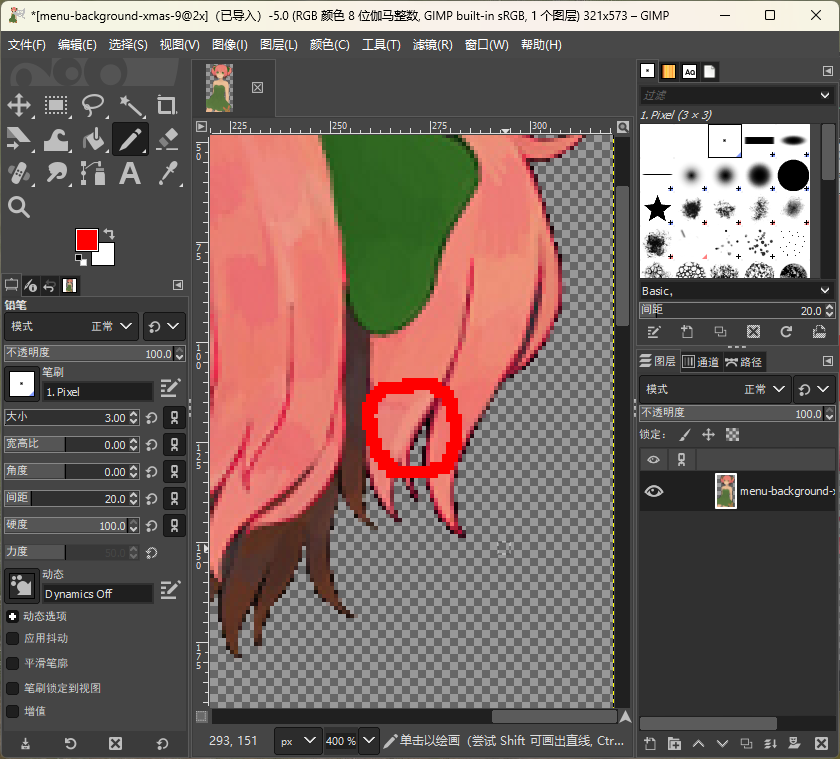 *[menu-background-xmas-9@2x]（已导入）-5.0 (RGB 颜色 8 位伽马整数, GIMP built-in sRGB, 1 个图层) 321x573 – GIMP
文件(F) 编辑(E) 选择(S) 视图(V) 图像(I) 图层(L) 颜色(C) 工具(T) 滤镜(R) 窗口(W) 帮助(H)
铅笔
模式 正常
不透明度 100.0
笔刷
1. Pixel
大小 3.00
宽高比 0.00
角度 0.00
间距 20.0
硬度 100.0
力度 50.0
动态
Dynamics Off
动态选项
应用抖动
平滑笔廓
笔刷锁定到视图
增值
225 250 275 300
50
75
100
125
150
175
293, 151 px 400 % 单击以绘画（尝试 Shift 可画出直线, Ctr...
Aa
过滤
1. Pixel (3 × 3)
Basic,
间距 20.0
图层 通道 路径
模式 正常
不透明度 100.0
锁定:
menu-background-x